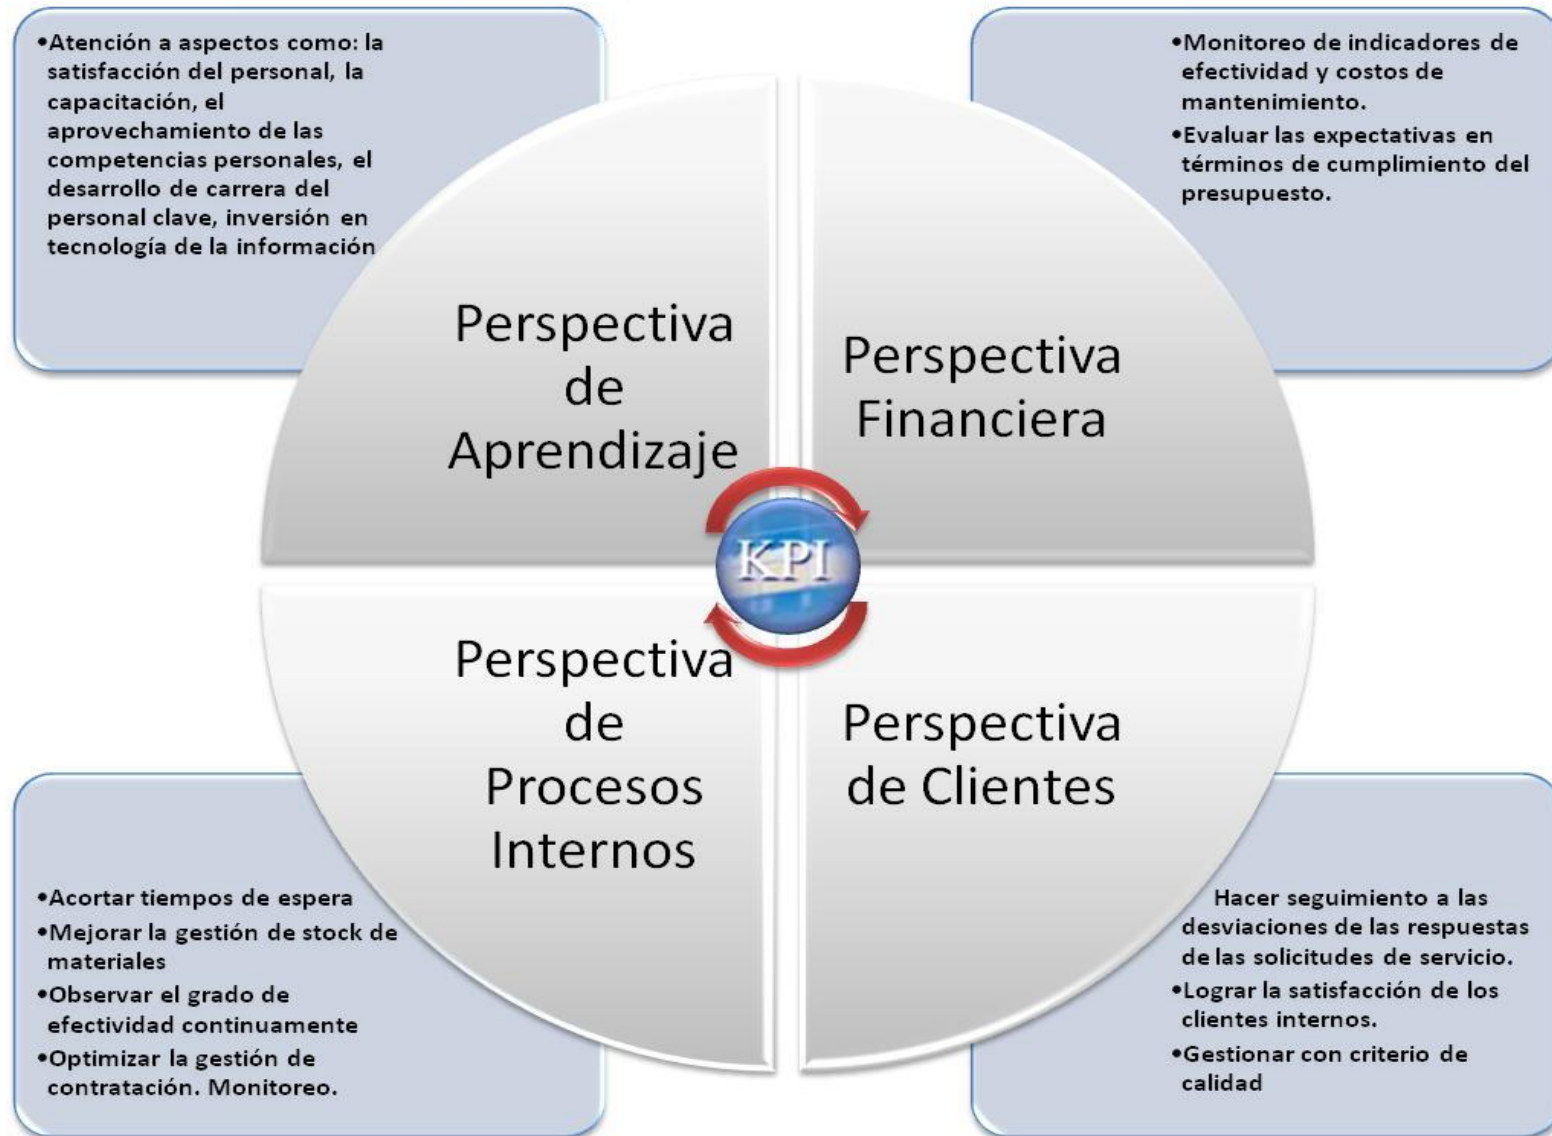 •Atención a aspectos como: la
satisfacción del personal, la
capacitación, el
aprovechamiento de las
competencias personales, el
desarrollo de carrera del
personal clave, inversión en
tecnología de la información
•Monitoreo de indicadores de
efectividad y costos de
mantenimiento.
•Evaluar las expectativas en
términos de cumplimiento del
presupuesto.
Perspectiva
de
Aprendizaje
Perspectiva
Financiera
KPI
Perspectiva
de
Procesos
Internos
Perspectiva
de Clientes
•Acortar tiempos de espera
•Mejorar la gestión de stock de
materiales
•Observar el grado de
efectividad continuamente
•Optimizar la gestión de
contratación. Monitoreo.
Hacer seguimiento a las
desviaciones de las respuestas
de las solicitudes de servicio.
•Lograr la satisfacción de los
clientes internos.
•Gestionar con criterio de
calidad